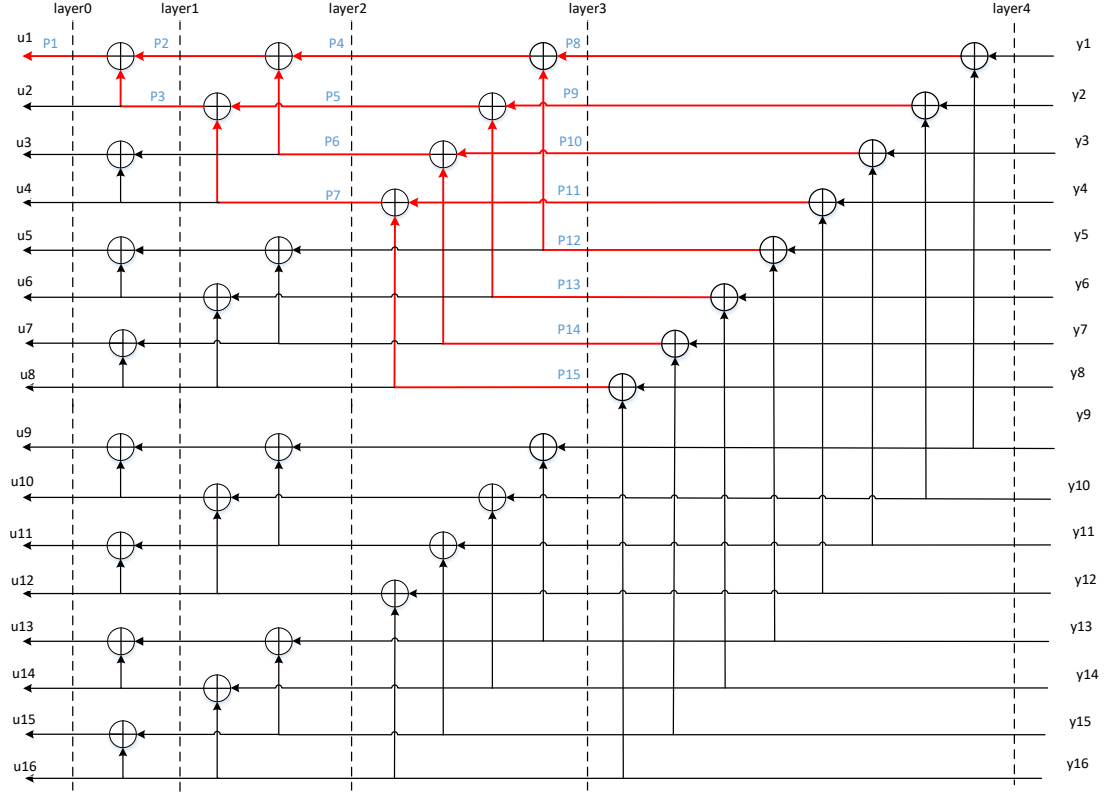 layer0 layer1 layer2 layer3 layer4
u1 P1 P2 P4 P8 y1
u2 P3 P5 P9 y2
u3 P6 P10 y3
u4 P7 P11 y4
u5 P12 y5
u6 P13 y6
u7 P14 y7
u8 P15 y8
y9
u9
u10 y10
u11 y11
u12 y12
u13 y13
u14 y14
u15 y15
u16 y16